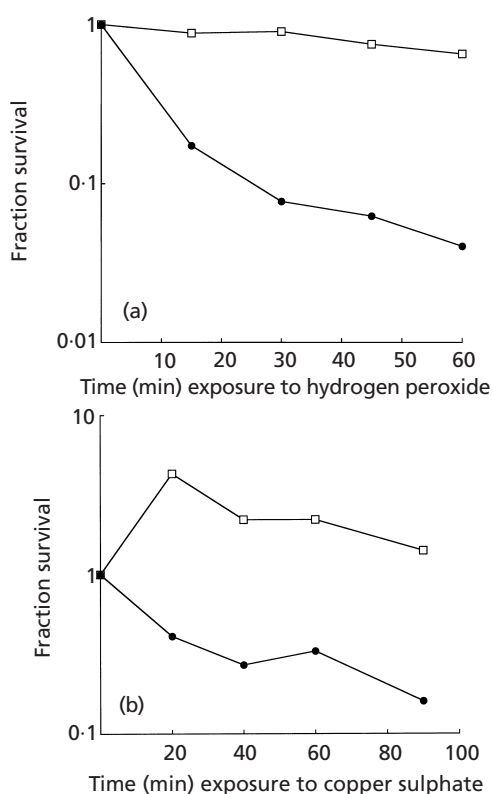 1
0·1
0·01
Fraction survival
(a)
10 20 30 40 50 60
Time (min) exposure to hydrogen peroxide
10
1
0·1
Fraction survival
(b)
20 40 60 80 100
Time (min) exposure to copper sulphate